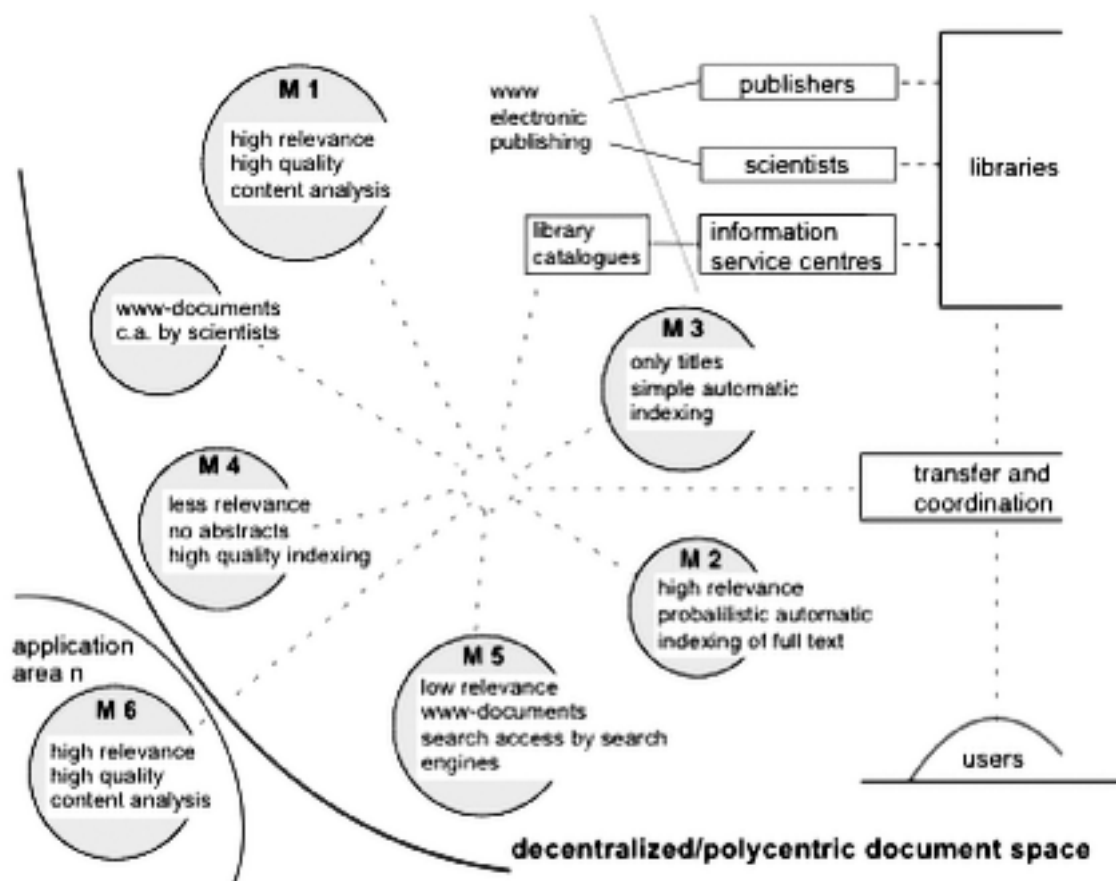 M 1
high relevance
high quality
content analysis
www
electronic
publishing
publishers
scientists
libraries
library
catalogues
information
service centres
www-documents
c.a. by scientists
M 3
only titles
simple automatic
indexing
M 4
less relevance
no abstracts
high quality indexing
transfer and
coordination
M 2
high relevance
probalilistic automatic
indexing of full text
application
area n
M 5
low relevance
www-documents
search access by search
engines
M 6
high relevance
high quality
content analysis
users
decentralized/polycentric document space